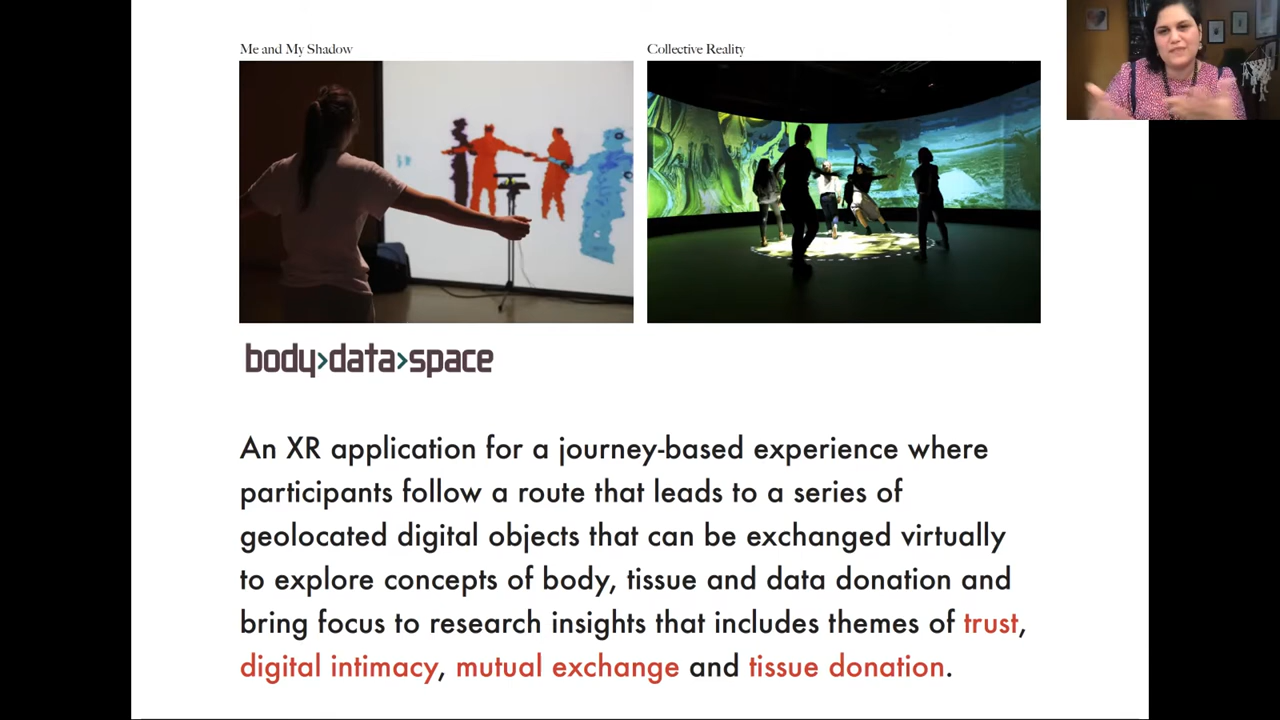 Me and My Shadow
Collective Reality
body>data>space
An XR application for a journey-based experience where
participants follow a route that leads to a series of
geolocated digital objects that can be exchanged virtually
to explore concepts of body, tissue and data donation and
bring focus to research insights that includes themes of trust,
digital intimacy, mutual exchange and tissue donation.